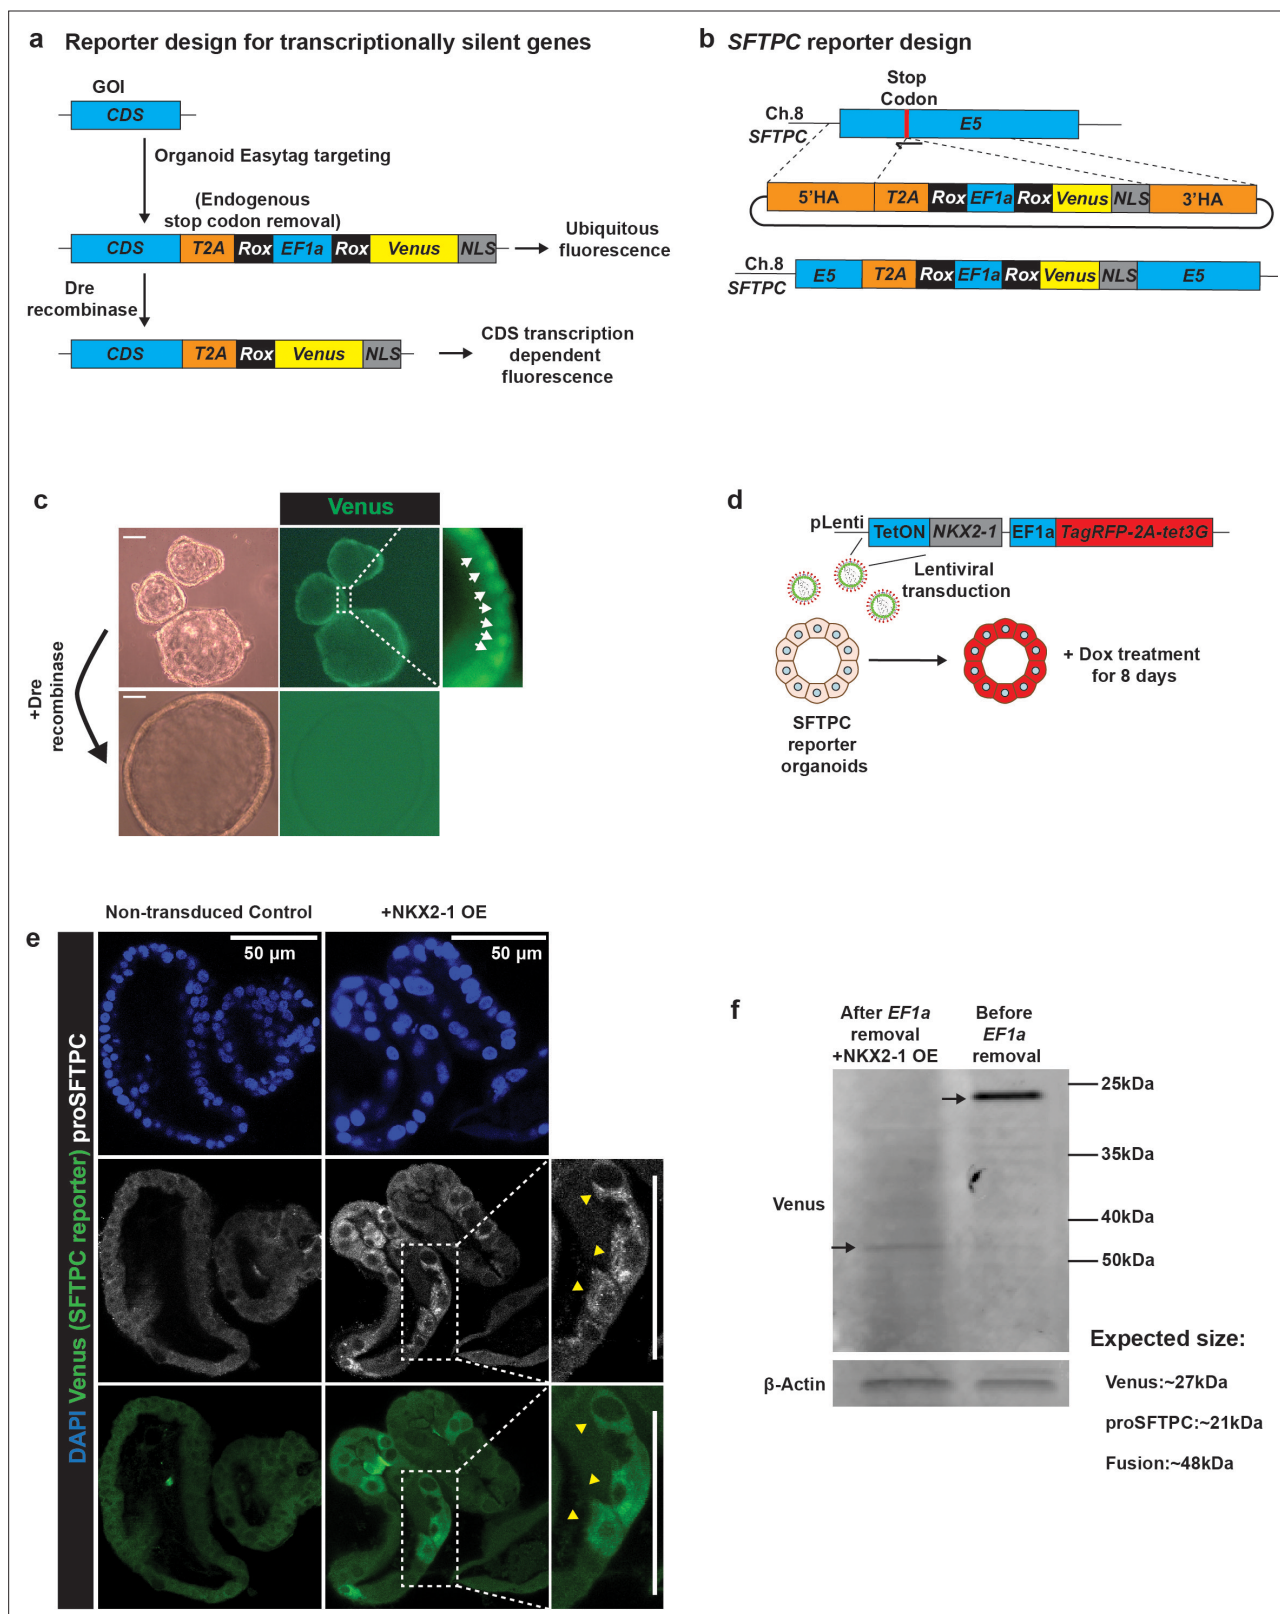 a Reporter design for transcriptionally silent genes
GOI
CDS
Organoid Easytag targeting
(Endogenous
stop codon removal)
CDS T2A Rox EF1a Rox Venus NLS
Ubiquitous
fluorescence
Dre
recombinase
CDS T2A Rox Venus NLS
CDS transcription
dependent
fluorescence
b SFTPC reporter design
Stop
Codon
Ch.8
SFTPC
E5
5'HA T2A Rox EF1a Rox Venus NLS 3'HA
Ch.8
SFTPC
E5 T2A Rox EF1a Rox Venus NLS E5
c
Venus
+Dre
recombinase
d
pLenti
TetON NKX2-1 EF1a TagRFP-2A-tet3G
Lentiviral
transduction
+ Dox treatment
for 8 days
SFTPC
reporter
organoids
e
Non-transduced Control +NKX2-1 OE
50 µm 50 µm
DAPI Venus (SFTPC reporter) proSFTPC
f
After EF1a
removal
+NKX2-1 OE
Before
EF1a
removal
25kDa
35kDa
Venus
40kDa
50kDa
β-Actin
Expected size:
Venus:~27kDa
proSFTPC:~21kDa
Fusion:~48kDa